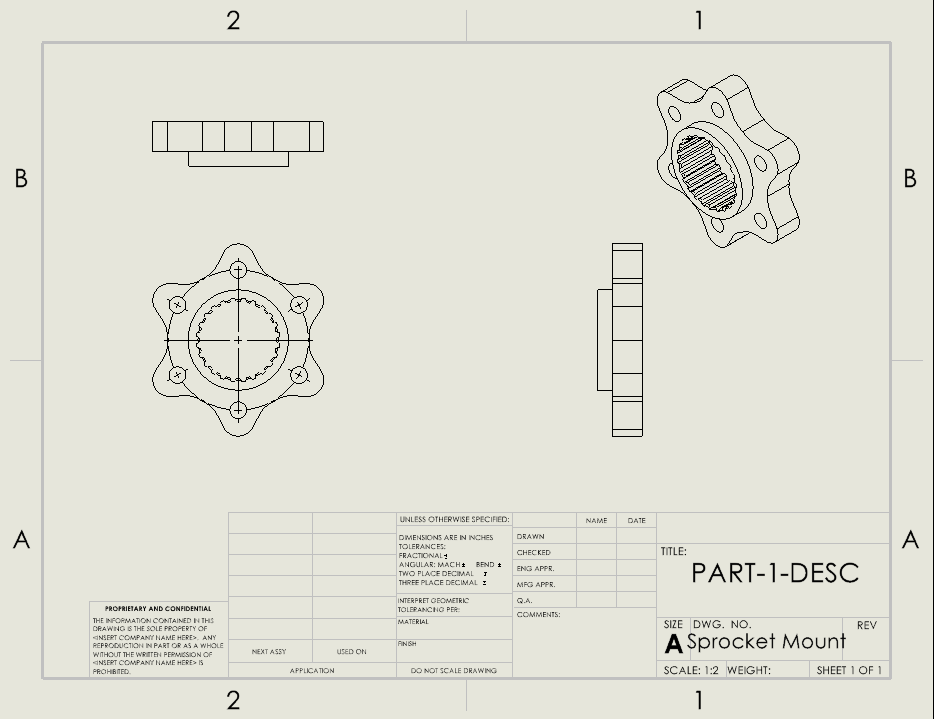 2
1
B
B
A
A
UNLESS OTHERWISE SPECIFIED:
DIMENSIONS ARE IN INCHES
TOLERANCES:
FRACTIONAL ±
ANGULAR: MACH ± BEND ±
TWO PLACE DECIMAL ±
THREE PLACE DECIMAL ±
INTERPRET GEOMETRIC
TOLERANCING PER:
MATERIAL
FINISH
DO NOT SCALE DRAWING
NAME
DATE
DRAWN
CHECKED
ENG APPR.
MFG APPR.
Q.A.
COMMENTS:
TITLE:
PART-1-DESC
SIZE
DWG. NO.
REV
A
Sprocket Mount
SCALE: 1:2
WEIGHT:
SHEET 1 OF 1
PROPRIETARY AND CONFIDENTIAL
THE INFORMATION CONTAINED IN THIS
DRAWING IS THE SOLE PROPERTY OF
<INSERT COMPANY NAME HERE>. ANY
REPRODUCTION IN PART OR AS A WHOLE
WITHOUT THE WRITTEN PERMISSION OF
<INSERT COMPANY NAME HERE> IS
PROHIBITED.
NEXT ASSY
USED ON
APPLICATION
2
1